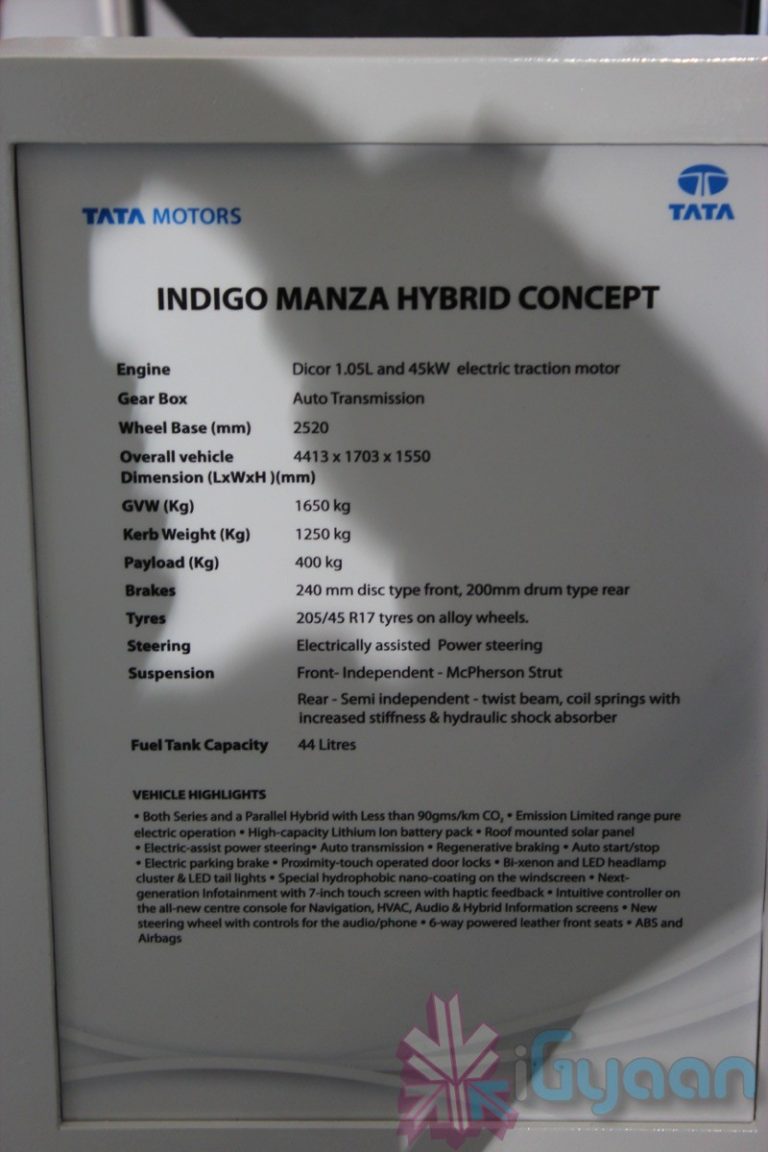 TATA MOTORS
TATA
INDIGO MANZA HYBRID CONCEPT
Engine Dicor 1.05L and 45kW electric traction motor
Gear Box Auto Transmission
Wheel Base (mm) 2520
Overall vehicle 4413 x 1703 x 1550
Dimension (LxWxH )(mm)
GVW (Kg) 1650 kg
Kerb Weight (Kg) 1250 kg
Payload (Kg) 400 kg
Brakes 240 mm disc type front, 200mm drum type rear
Tyres 205/45 R17 tyres on alloy wheels.
Steering Electrically assisted Power steering
Suspension Front- Independent - McPherson Strut
Rear - Semi independent - twist beam, coil springs with
increased stiffness & hydraulic shock absorber
Fuel Tank Capacity 44 Litres
VEHICLE HIGHLIGHTS
• Both Series and a Parallel Hybrid with Less than 90gms/km CO₂ • Emission Limited range pure
electric operation • High-capacity Lithium Ion battery pack • Roof mounted solar panel
• Electric-assist power steering• Auto transmission • Regenerative braking • Auto start/stop
• Electric parking brake • Proximity-touch operated door locks • Bi-xenon and LED headlamp
cluster & LED tail lights • Special hydrophobic nano-coating on the windscreen • Next-
generation Infotainment with 7-inch touch screen with haptic feedback • Intuitive controller on
the all-new centre console for Navigation, HVAC, Audio & Hybrid Information screens • New
steering wheel with controls for the audio/phone • 6-way powered leather front seats • ABS and
Airbags
iGyaan